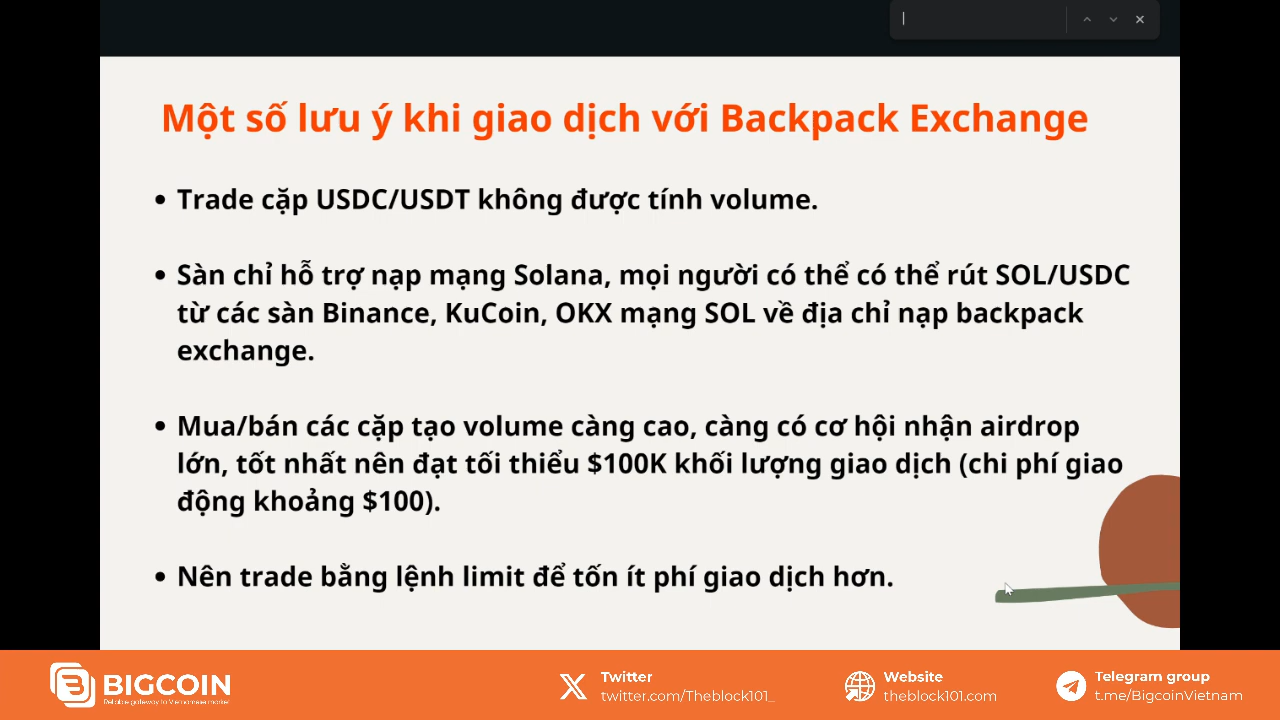 Một số lưu ý khi giao dịch với Backpack Exchange
• Trade cặp USDC/USDT không được tính volume.
• Sàn chỉ hỗ trợ nạp mạng Solana, mọi người có thể có thể rút SOL/USDC
từ các sàn Binance, KuCoin, OKX mạng SOL về địa chỉ nạp backpack
exchange.
• Mua/bán các cặp tạo volume càng cao, càng có cơ hội nhận airdrop
lớn, tốt nhất nên đạt tối thiểu $100K khối lượng giao dịch (chi phí giao
động khoảng $100).
• Nên trade bằng lệnh limit để tốn ít phí giao dịch hơn.
BIGCOIN
Reliable gateway to Vietnamese market
Twitter
twitter.com/Theblock101_
Website
theblock101.com
Telegram group
t.me/BigcoinVietnam